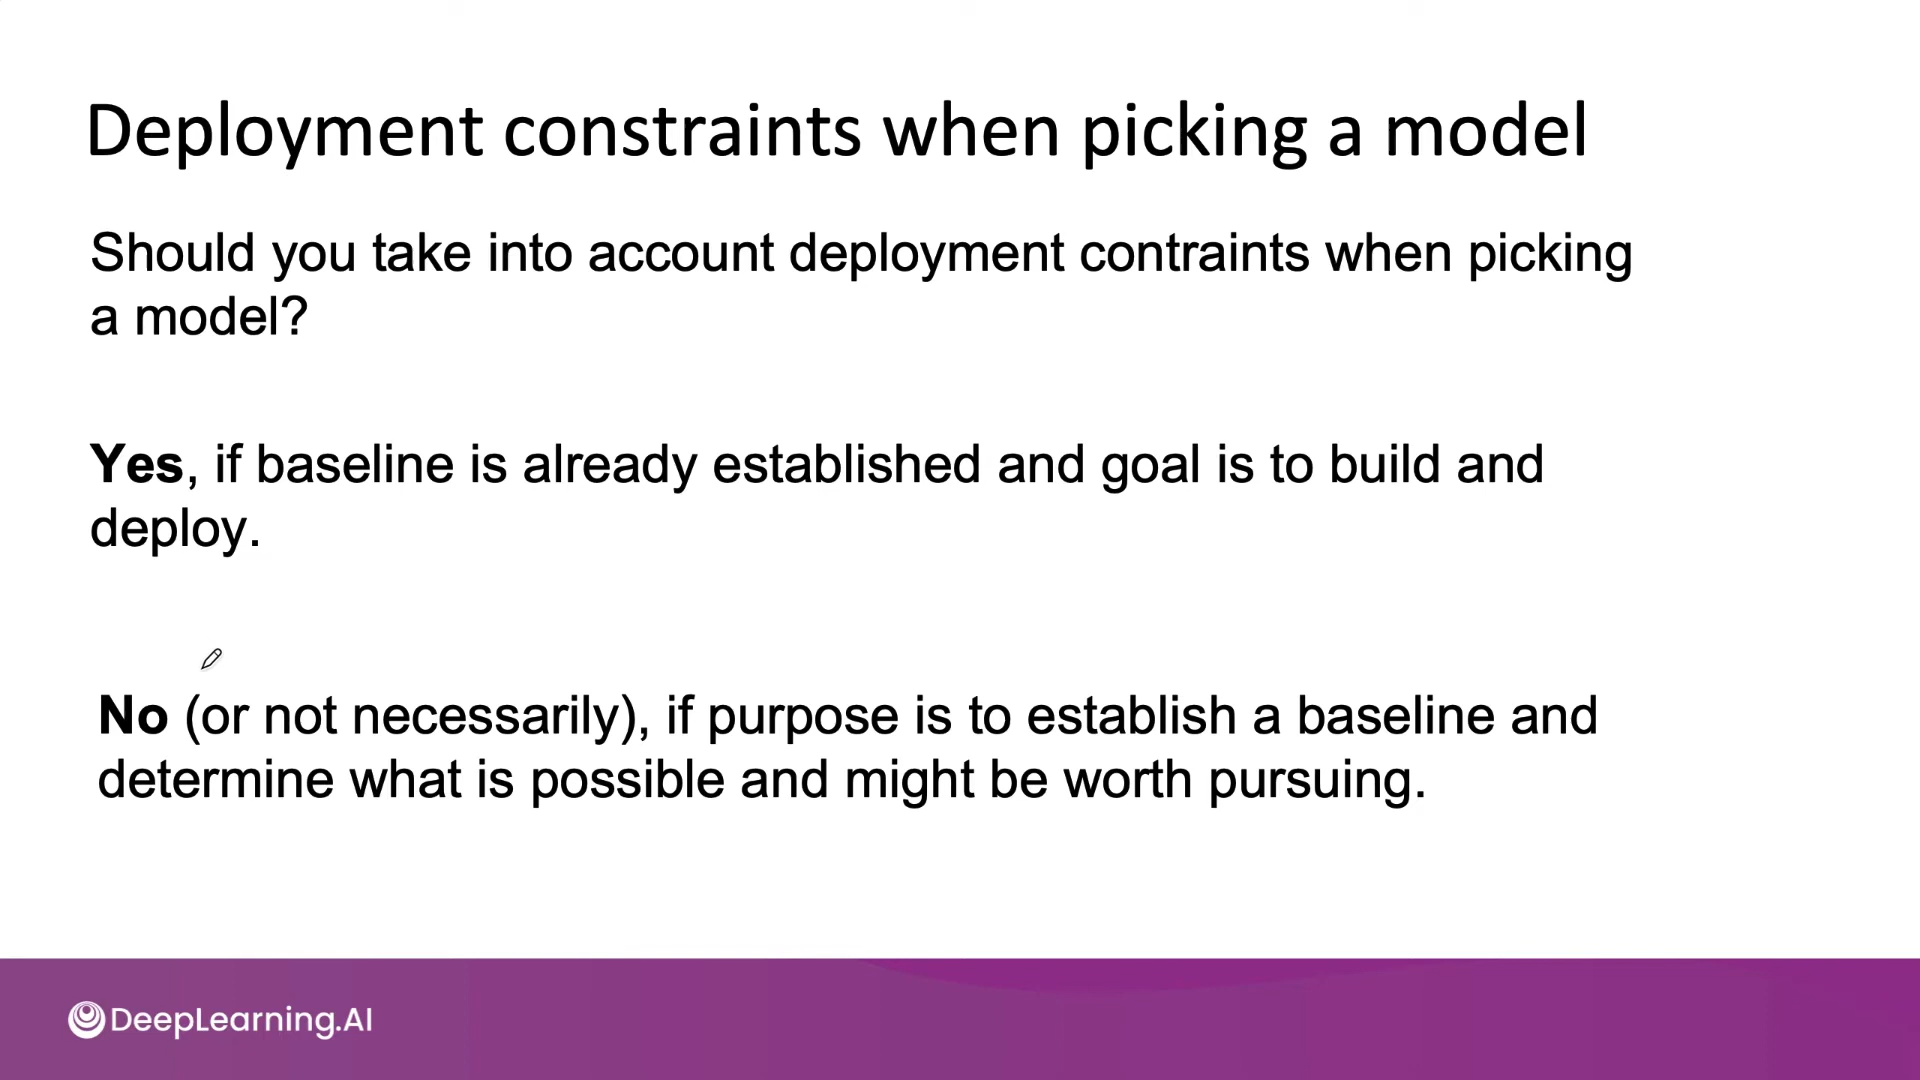 Deployment constraints when picking a model
Should you take into account deployment contraints when picking
a model?
Yes, if baseline is already established and goal is to build and
deploy.
No (or not necessarily), if purpose is to establish a baseline and
determine what is possible and might be worth pursuing.
DeepLearning.AI